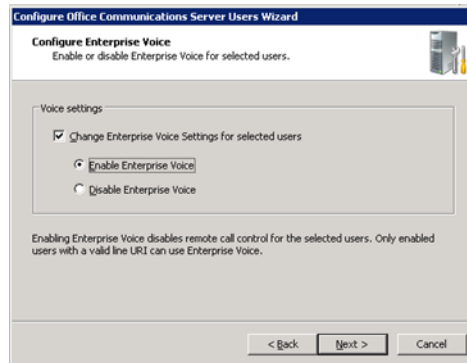 Configure Office Communications Server Users Wizard
Configure Enterprise Voice
Enable or disable Enterprise Voice for selected users.
Voice settings
Change Enterprise Voice Settings for selected users
Enable Enterprise Voice
Disable Enterprise Voice
Enabling Enterprise Voice disables remote call control for the selected users. Only enabled
users with a valid line URI can use Enterprise Voice.
< Back
Next >
Cancel